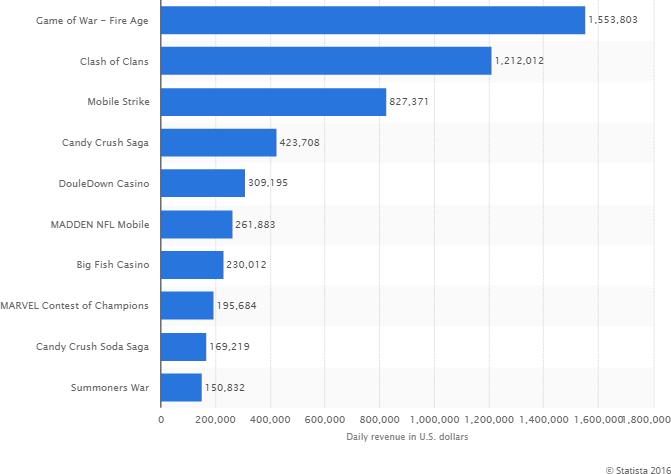 Game of War - Fire Age 1,553,803
Clash of Clans 1,212,012
Mobile Strike 827,371
Candy Crush Saga 423,708
DouleDown Casino 309,195
MADDEN NFL Mobile 261,883
Big Fish Casino 230,012
MARVEL Contest of Champions 195,684
Candy Crush Soda Saga 169,219
Summoners War 150,832
0 200,000 400,000 600,000 800,000 1,000,000 1,200,000 1,400,000 1,600,000 1,800,000
Daily revenue in U.S. dollars
© Statista 2016